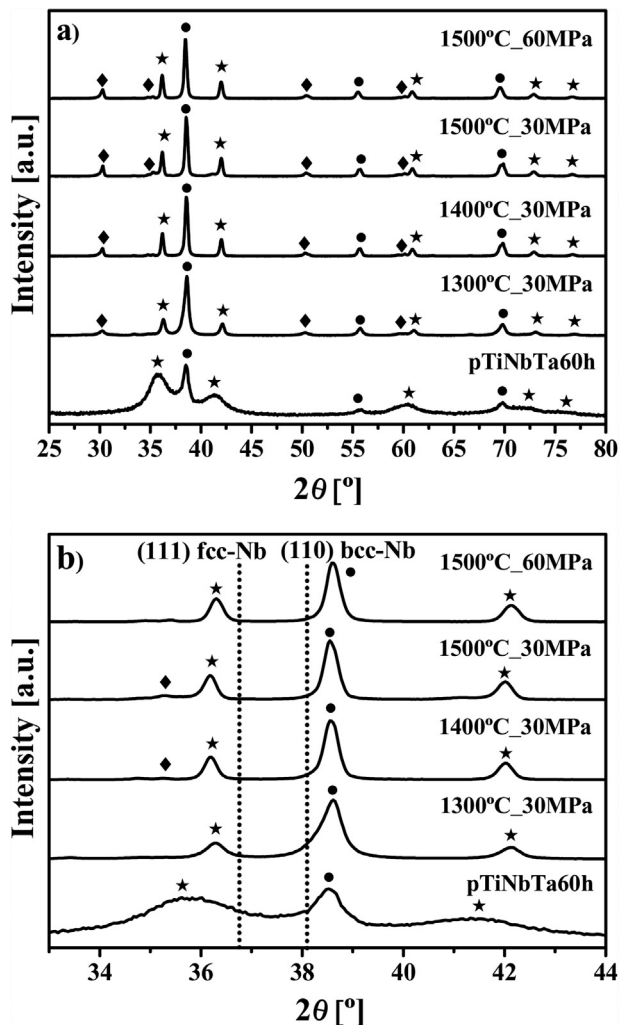 a)
1500ºC_60MPa
1500ºC_30MPa
1400ºC_30MPa
1300ºC_30MPa
pTiNbTa60h
Intensity [a.u.]
25 30 35 40 45 50 55 60 65 70 75 80
2θ [º]
b)
(111) fcc-Nb (110) bcc-Nb
1500ºC_60MPa
1500ºC_30MPa
1400ºC_30MPa
1300ºC_30MPa
pTiNbTa60h
Intensity [a.u.]
34 36 38 40 42 44
2θ [º]